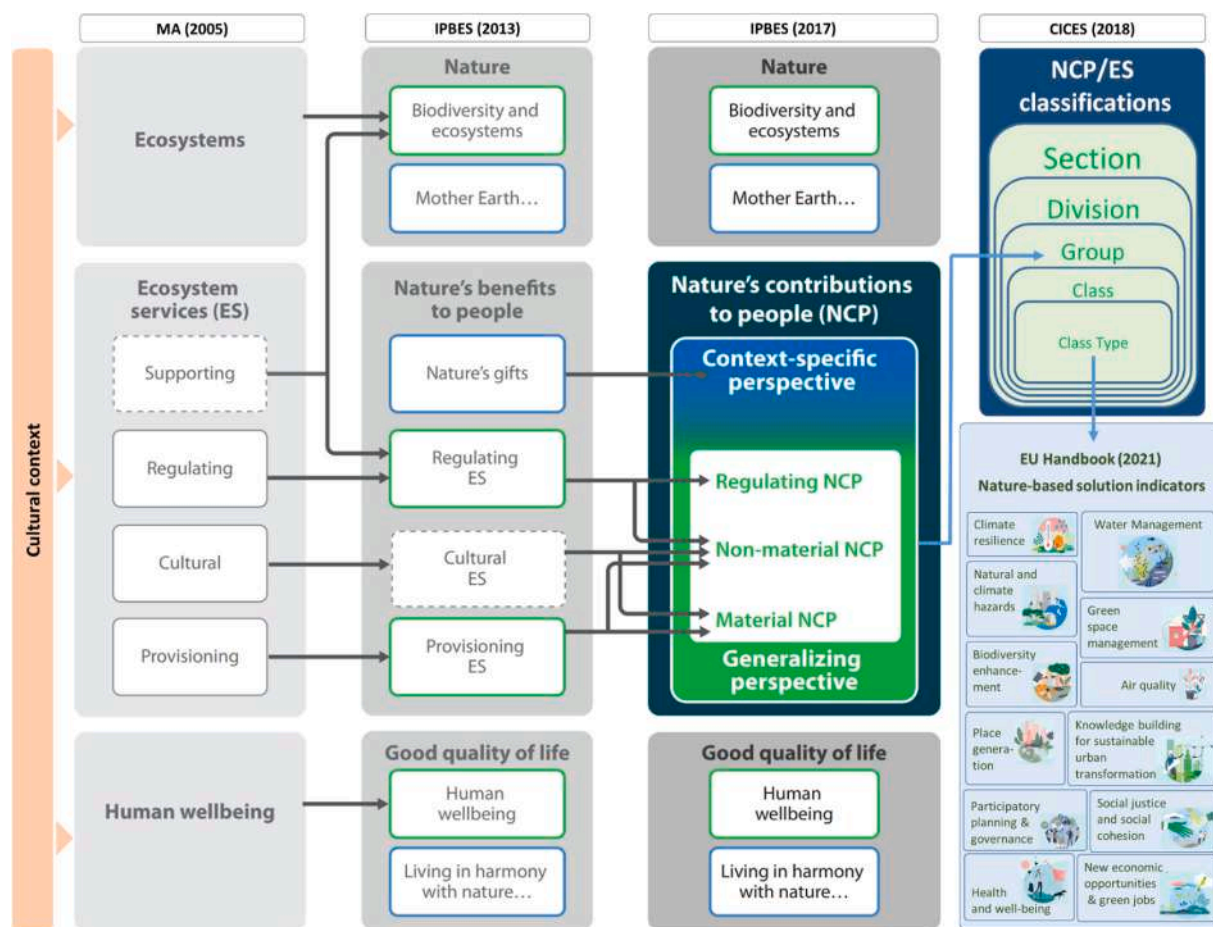 MA (2005)
IPBES (2013)
IPBES (2017)
CICES (2018)
Cultural context
Ecosystems
Ecosystem
services (ES)
Supporting
Regulating
Cultural
Provisioning
Human wellbeing
Nature
Biodiversity and
ecosystems
Mother Earth…
Nature’s benefits
to people
Nature’s gifts
Regulating
ES
Cultural
ES
Provisioning
ES
Good quality of life
Human
wellbeing
Living in harmony
with nature…
Nature
Biodiversity and
ecosystems
Mother Earth…
Nature’s contributions
to people (NCP)
Context-specific
perspective
Regulating NCP
Non-material NCP
Material NCP
Generalizing
perspective
Good quality of life
Human
wellbeing
Living in harmony
with nature…
NCP/ES
classifications
Section
Division
Group
Class
Class Type
EU Handbook (2021)
Nature-based solution indicators
Climate
resilience
Water Management
Natural and
climate
hazards
Green
space
management
Biodiversity
enhance-
ment
Air quality
Place
genera-
tion
Knowledge building
for sustainable
urban
transformation
Participatory
planning &
governance
Social justice
and social
cohesion
Health
and well-being
New economic
opportunities
& green jobs